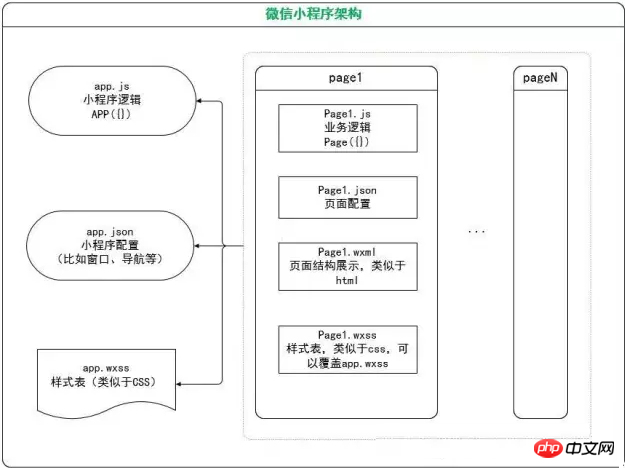 微信小程序架构
app.js
小程序逻辑
APP({})
app.json
小程序配置
(比如窗口、导航等)
app.wxss
样式表(类似于CSS)
page1
Page1.js
业务逻辑
Page({})
Page1.json
页面配置
Page1.wxml
页面结构展示，类似于
html
Page1.wxss
样式表，类似于css，可
以覆盖app.wxss
...
pageN
php 中文网